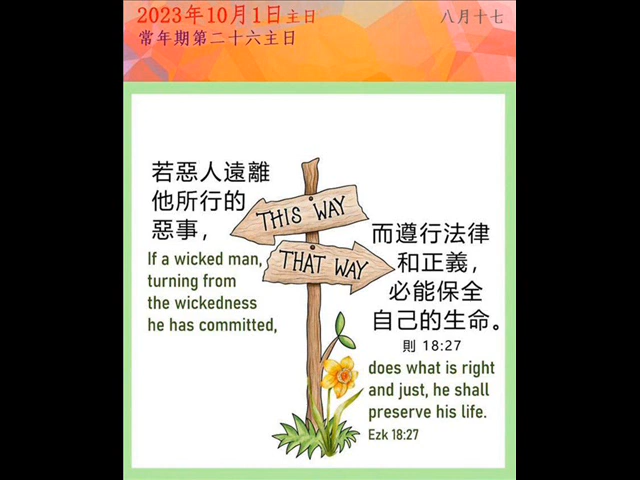 2023年10月1日主日
八月十七
常年期第二十六主日
若惡人遠離
他所行的
惡事，
If a wicked man,
turning from
the wickedness
he has committed,
THIS WAY
THAT WAY
而遵行法律
和正義，
必能保全
自己的生命。
則 18:27
does what is right
and just, he shall
preserve his life.
Ezk 18:27